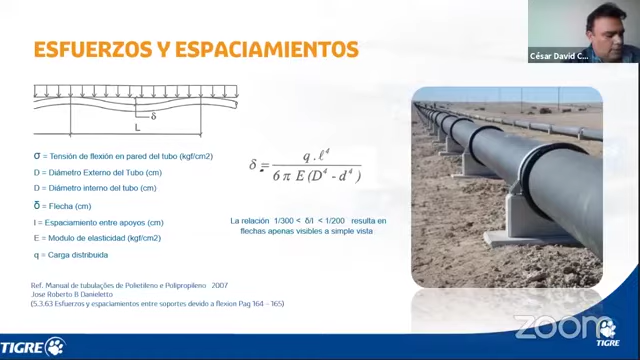 ESFUERZOS Y ESPACIAMIENTOS
César David C...
δ
L
σ = Tensión de flexión en pared del tubo (kgf/cm2)
D = Diámetro Externo del Tubo (cm)
D = Diámetro interno del tubo (cm)
δ = Flecha (cm)
l = Espaciamiento entre apoyos (cm)
E = Modulo de elasticidad (kgf/cm2)
q = Carga distribuida
δ = q . ℓ⁴ / 6 π E (D⁴ - d⁴)
La relación 1/300 < δ/l < 1/200 resulta en
flechas apenas visibles a simple vista
Ref. Manual de tubulações de Polietileno e Polipropileno 2007
Jose Roberto B Danieletto
(5.3.63 Esfuerzos y espaciamientos entre soportes devido a flexion Pag 164 – 165)
TIGRE
zoom
TIGRE